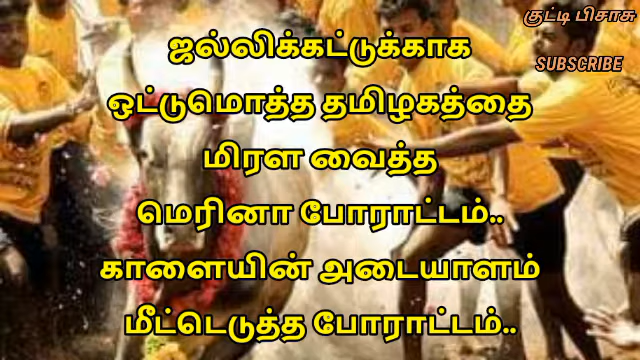 குட்டி பிசாசு
SUBSCRIBE
ஜல்லிக்கட்டுக்காக
ஒட்டுமொத்த தமிழகத்தை
மிரள வைத்த
மெரினா போராட்டம்..
காளையின் அடையாளம்
மீட்டெடுத்த போராட்டம்..